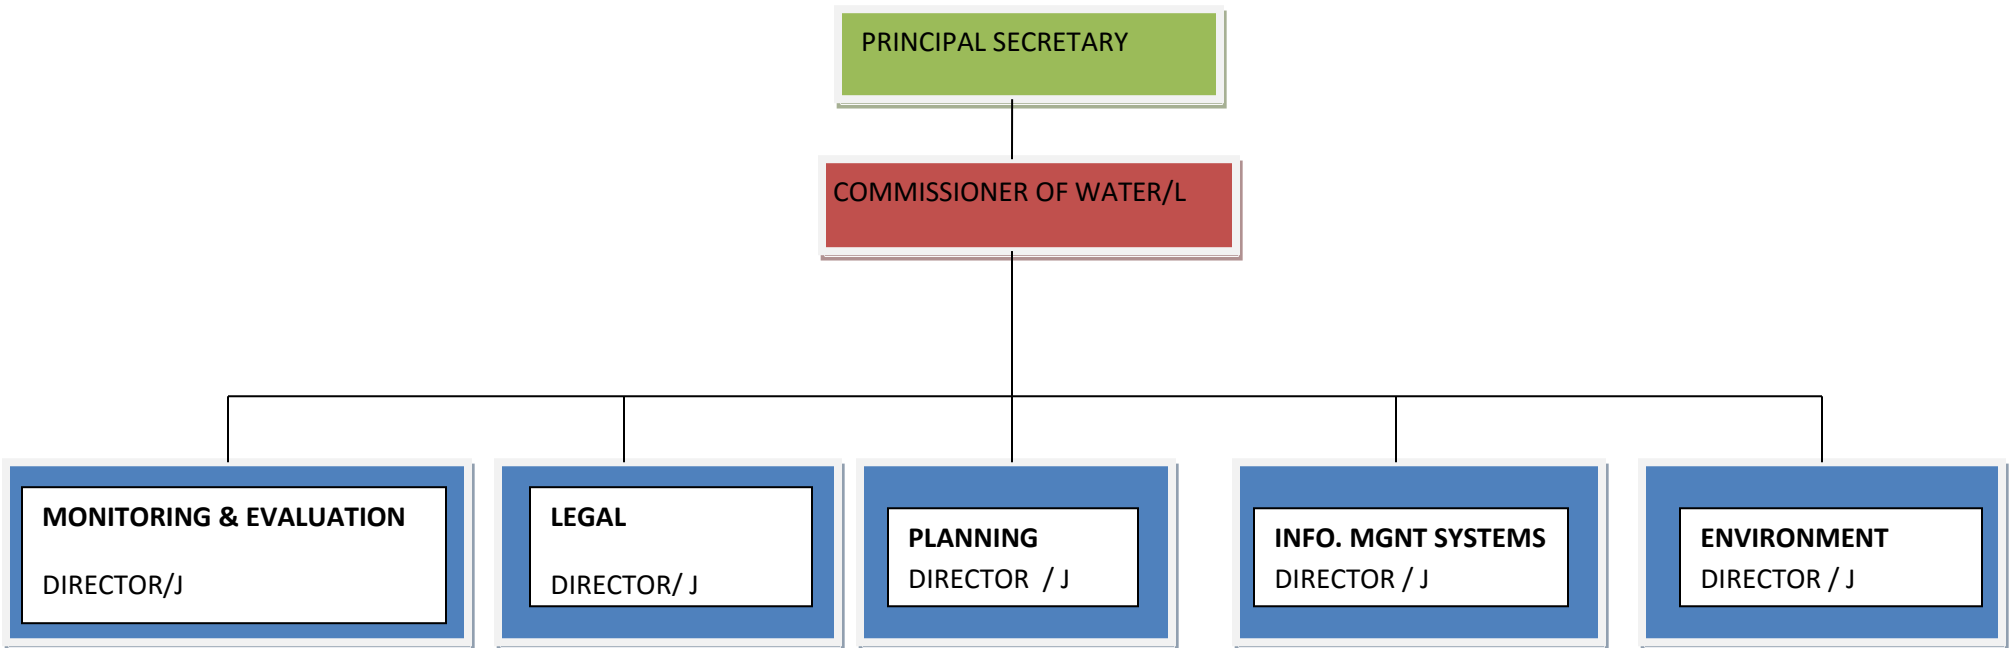 PRINCIPAL SECRETARY
COMMISSIONER OF WATER/L
MONITORING & EVALUATION
DIRECTOR/J
LEGAL
DIRECTOR/ J
PLANNING
DIRECTOR / J
INFO. MGNT SYSTEMS
DIRECTOR / J
ENVIRONMENT
DIRECTOR / J